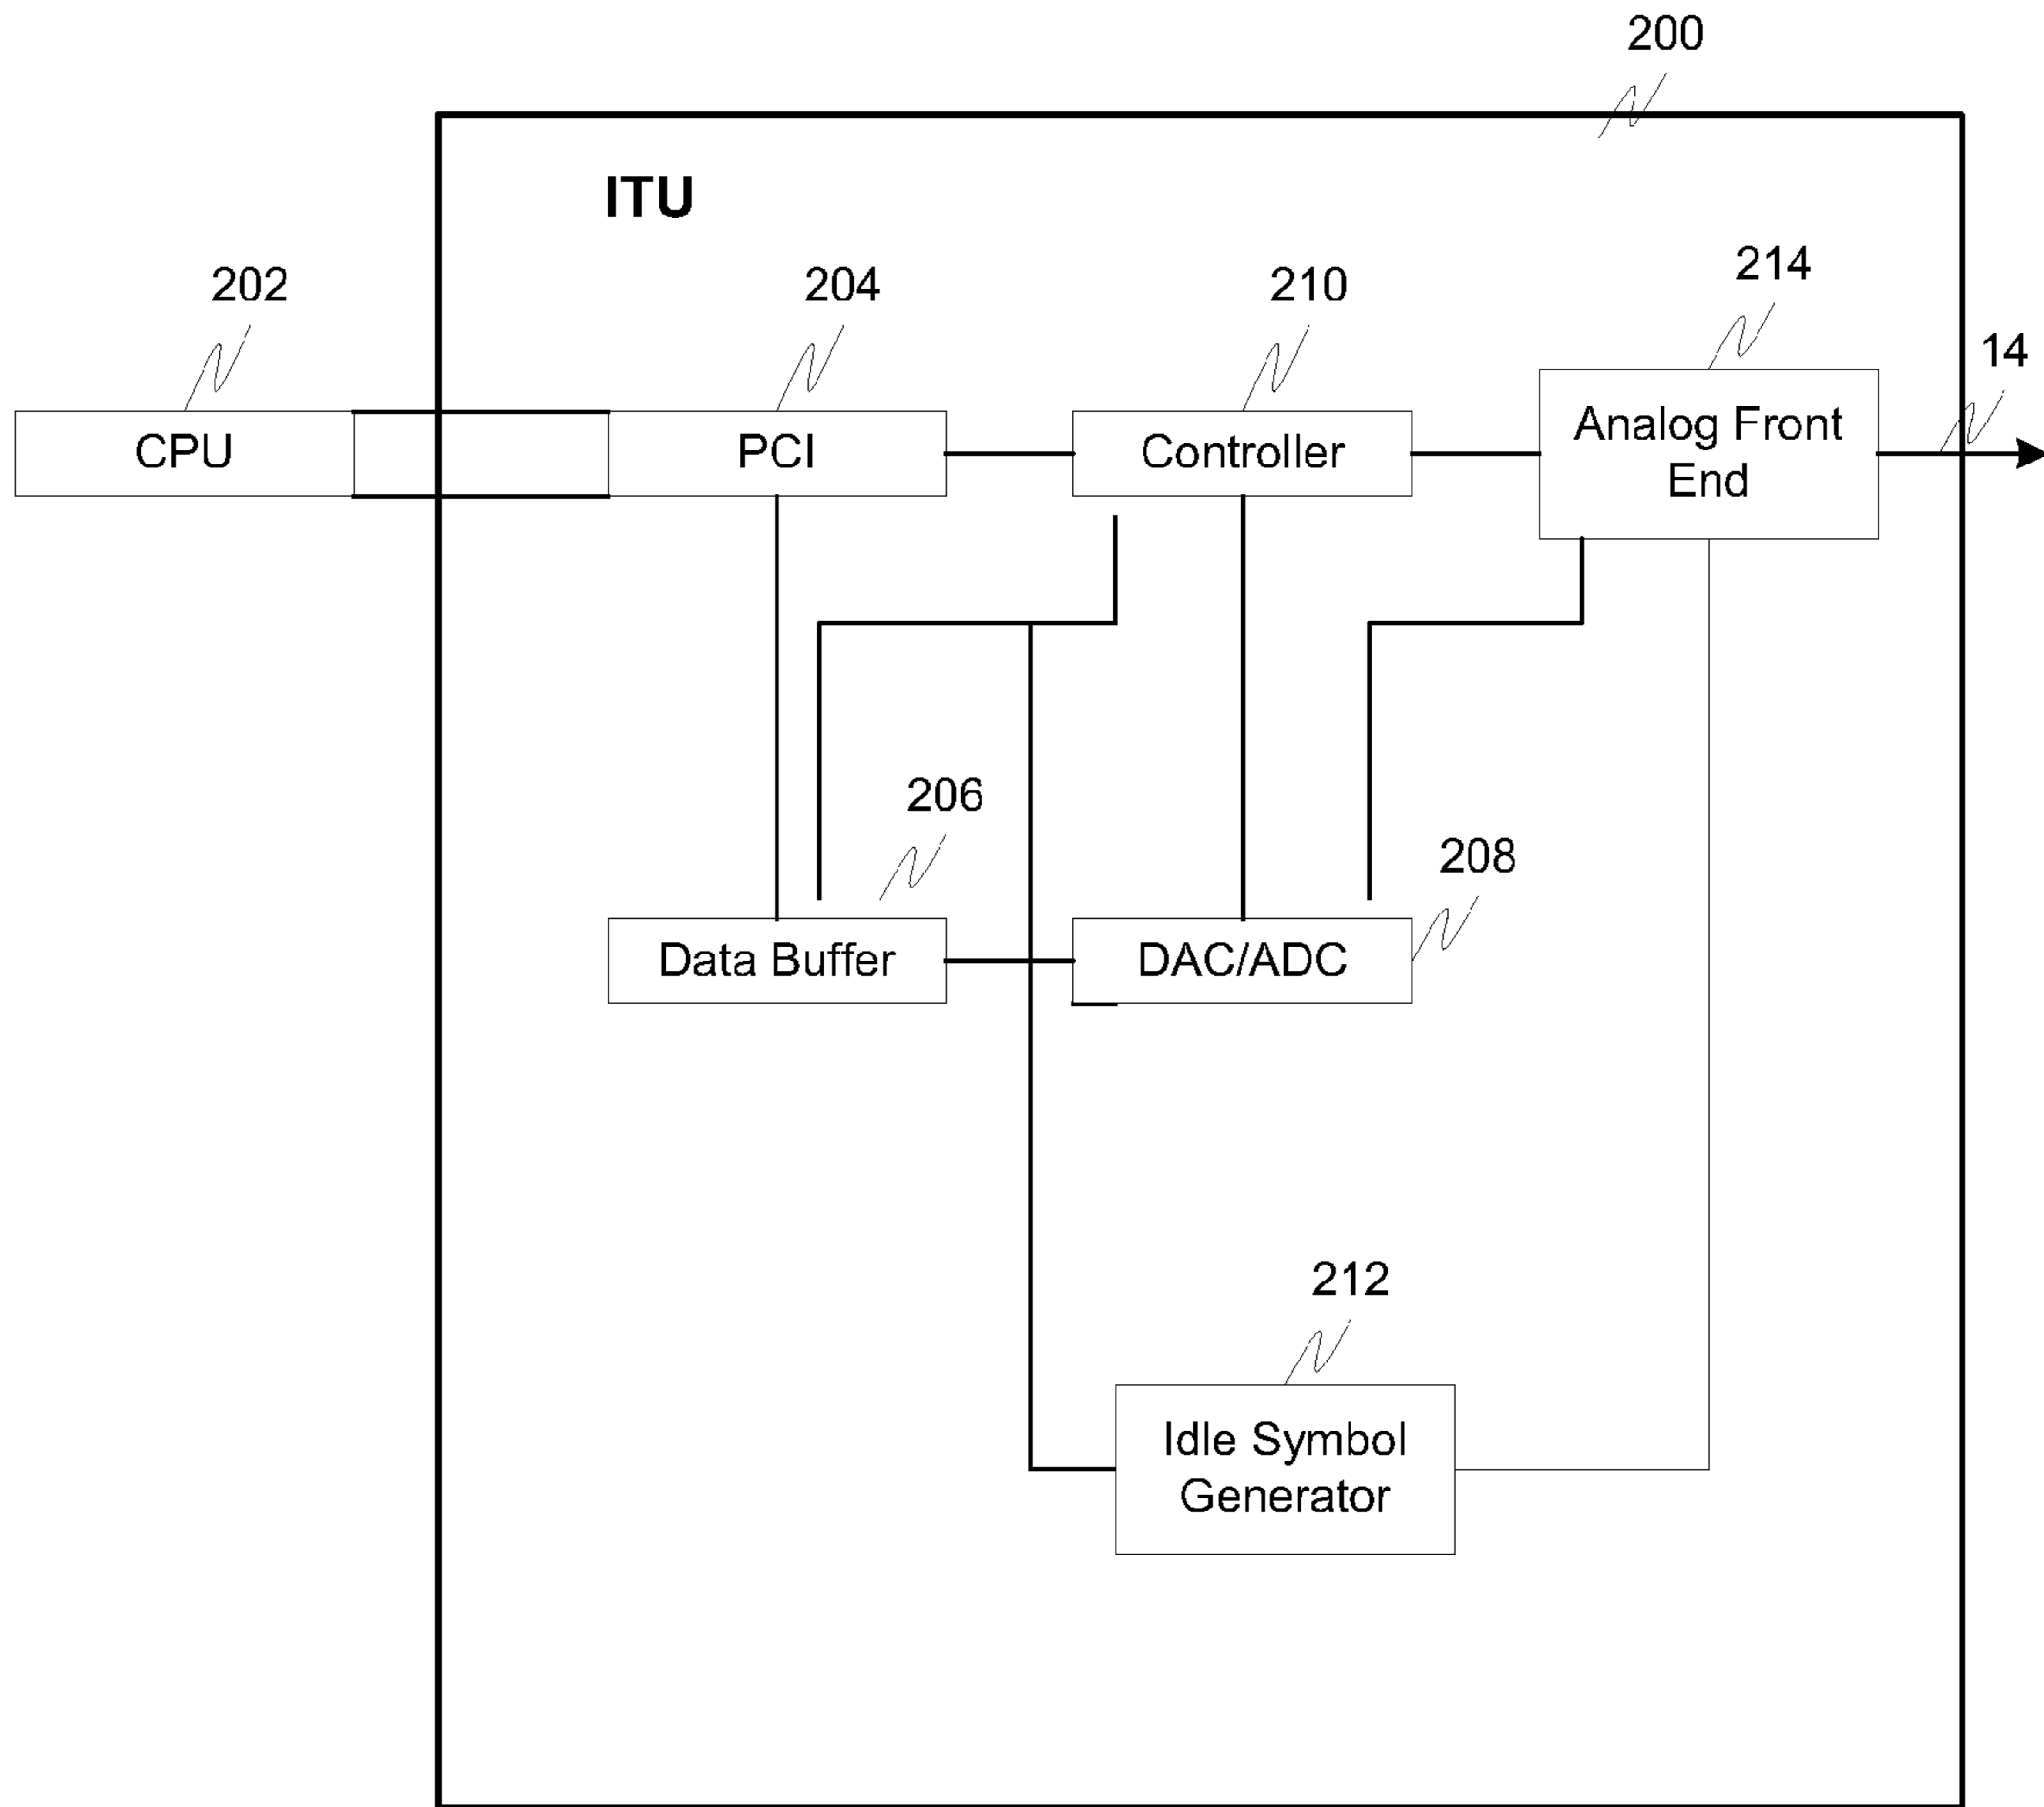 200
ITU
202
204
210
214
14
CPU
PCI
Controller
Analog Front
End
206
208
Data Buffer
DAC/ADC
212
Idle Symbol
Generator